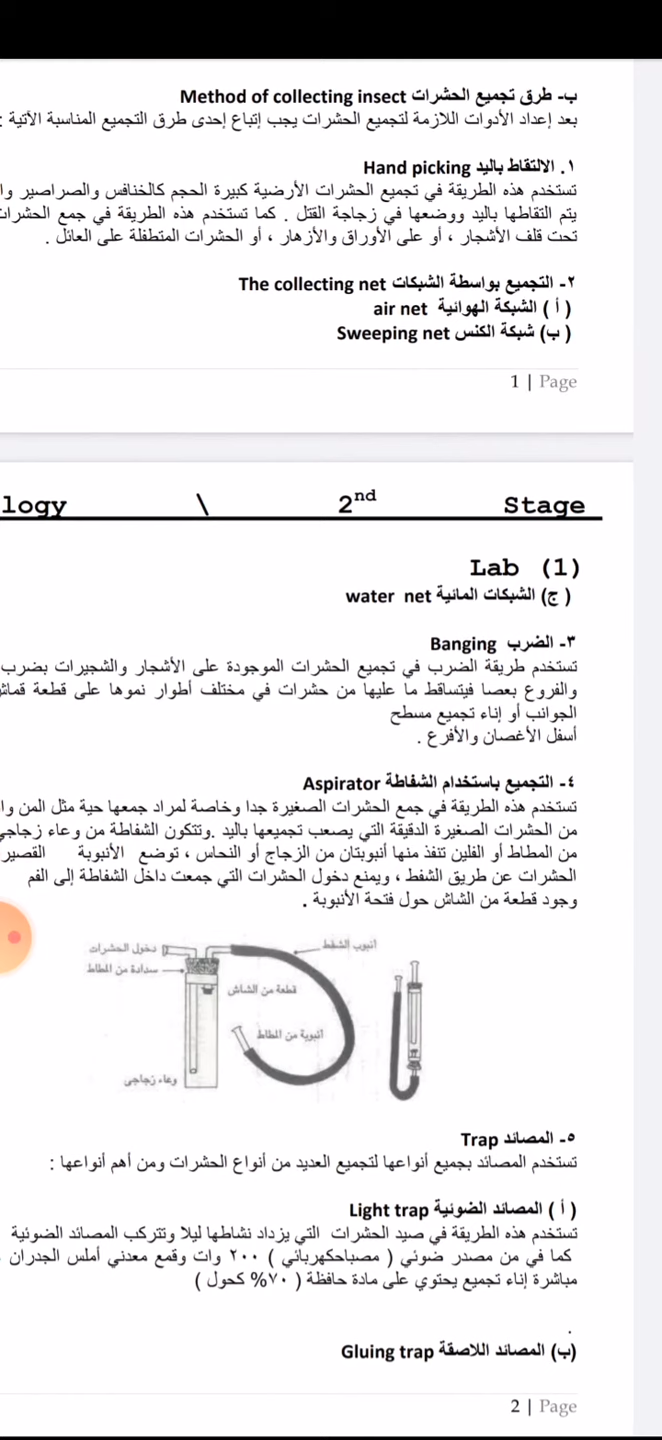 ب- طرق تجميع الحشرات Method of collecting insect
بعد إعداد الأدوات اللازمة لتجميع الحشرات يجب إتباع إحدى طرق التجميع المناسبة الآتية :
١. الالتقاط باليد Hand picking
تستخدم هذه الطريقة في تجميع الحشرات الأرضية كبيرة الحجم كالخنافس والصراصير
يتم التقاطها باليد ووضعها في زجاجة القتل . كما تستخدم هذه الطريقة في جمع الحشرات
تحت قلف الأشجار ، أو على الأوراق والأزهار ، أو الحشرات المتطفلة على العائل .
٢- التجميع بواسطة الشبكات The collecting net
( أ ) الشبكة الهوائية air net
( ب) شبكة الكنس Sweeping net
1 | Page
logy \ 2nd Stage
Lab (1)
( ج) الشبكات المائية water net
٣- الضرب Banging
تستخدم طريقة الضرب في تجميع الحشرات الموجودة على الأشجار والشجيرات بضرب
والفروع بعصا فيتساقط ما عليها من حشرات في مختلف أطوار نموها على قطعة
الجوانب أو إناء تجميع مسطح
أسفل الأغصان والأفرع .
٤- التجميع باستخدام الشفاطة Aspirator
تستخدم هذه الطريقة في جمع الحشرات الصغيرة جدا وخاصة لمراد جمعها حية مثل المن
من الحشرات الصغيرة الدقيقة التي يصعب تجميعها باليد. وتتكون الشفاطة من وعاء زجاجي
من المطاط أو الفلين تنفذ منها أنبوبتان من الزجاج أو النحاس ، توضع الأنبوبة القصير
الحشرات عن طريق الشفط ، ويمنع دخول الحشرات التي جمعت داخل الشفاطة إلى الفم
وجود قطعة من الشاش حول فتحة الأنبوبة .
انبوب الشفط
دخول الحشرات
سدادة من المطاط
قطعة من الشاش
أنبوبة من المطاط
وعاء زجاجى
٥- المصائد Trap
تستخدم المصائد بجميع أنواعها لتجميع العديد من أنواع الحشرات ومن أهم أنواعها :
( أ ) المصائد الضوئية Light trap
تستخدم هذه الطريقة في صيد الحشرات التي يزداد نشاطها ليلا وتتركب المصائد الضوئية
كما في من مصدر ضوئي ( مصباحكهربائي ) ٢٠٠ وات وقمع معدني أملس الجدران
مباشرة إناء تجميع يحتوي على مادة حافظة ( ٧٠% كحول )
.
(ب) المصائد اللاصقة Gluing trap
2 | Page